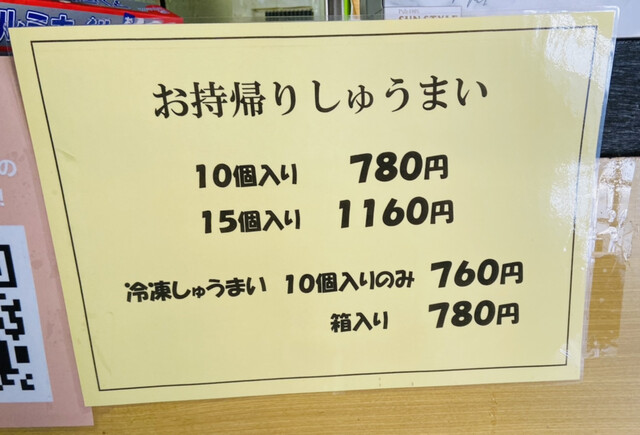 お持帰りしゅうまい
10個入り 780円
15個入り 1160円
冷凍しゅうまい 10個入りのみ 760円
箱入り 780円